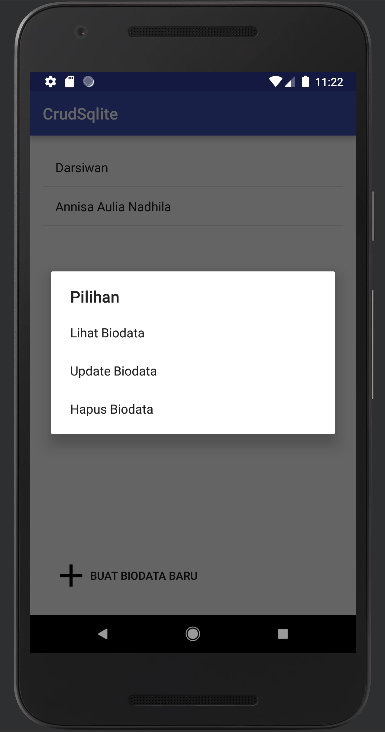 11:22
CrudSqlite
Darsiwan
Annisa Aulia Nadhila
Pilihan
Lihat Biodata
Update Biodata
Hapus Biodata
BUAT BIODATA BARU